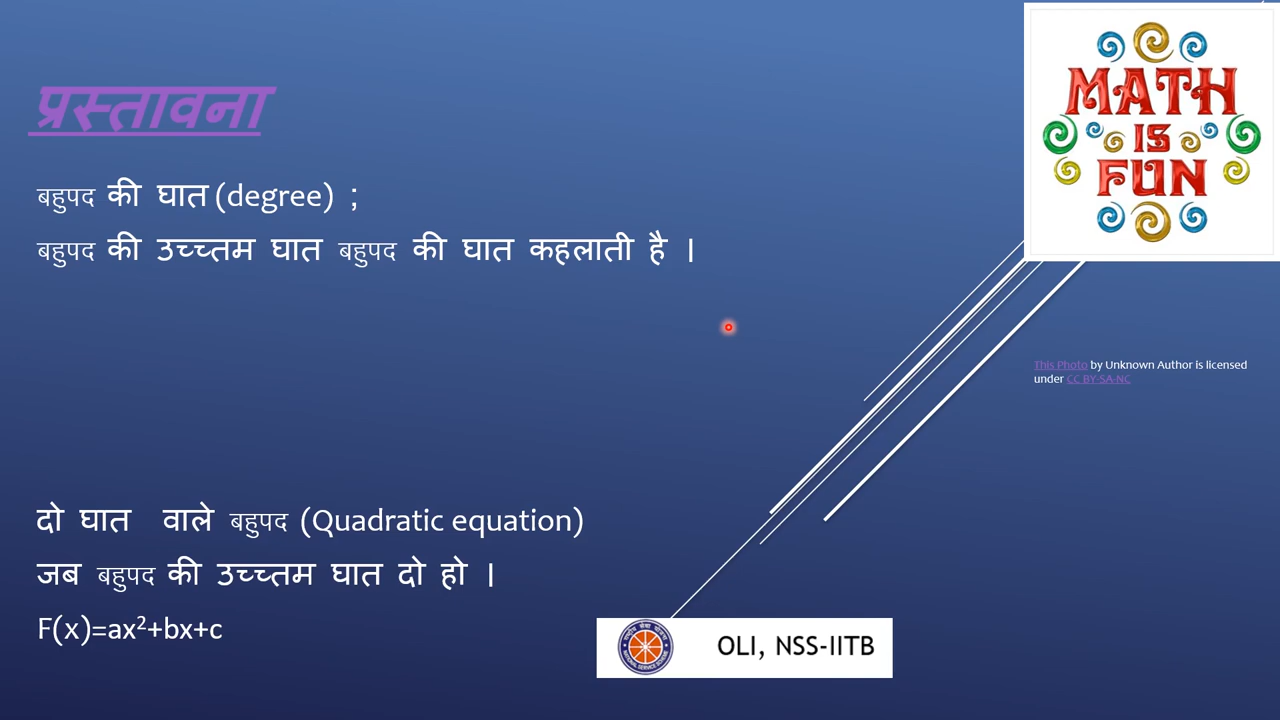 प्रस्तावना
बहुपद की घात (degree) ;
बहुपद की उच्च्तम घात बहुपद की घात कहलाती है ।
दो घात वाले बहुपद (Quadratic equation)
जब बहुपद की उच्च्तम घात दो हो ।
F(x)=ax²+bx+c
MATH
IS
FUN
This Photo by Unknown Author is licensed
under CC BY-SA-NC
OLI, NSS-IITB